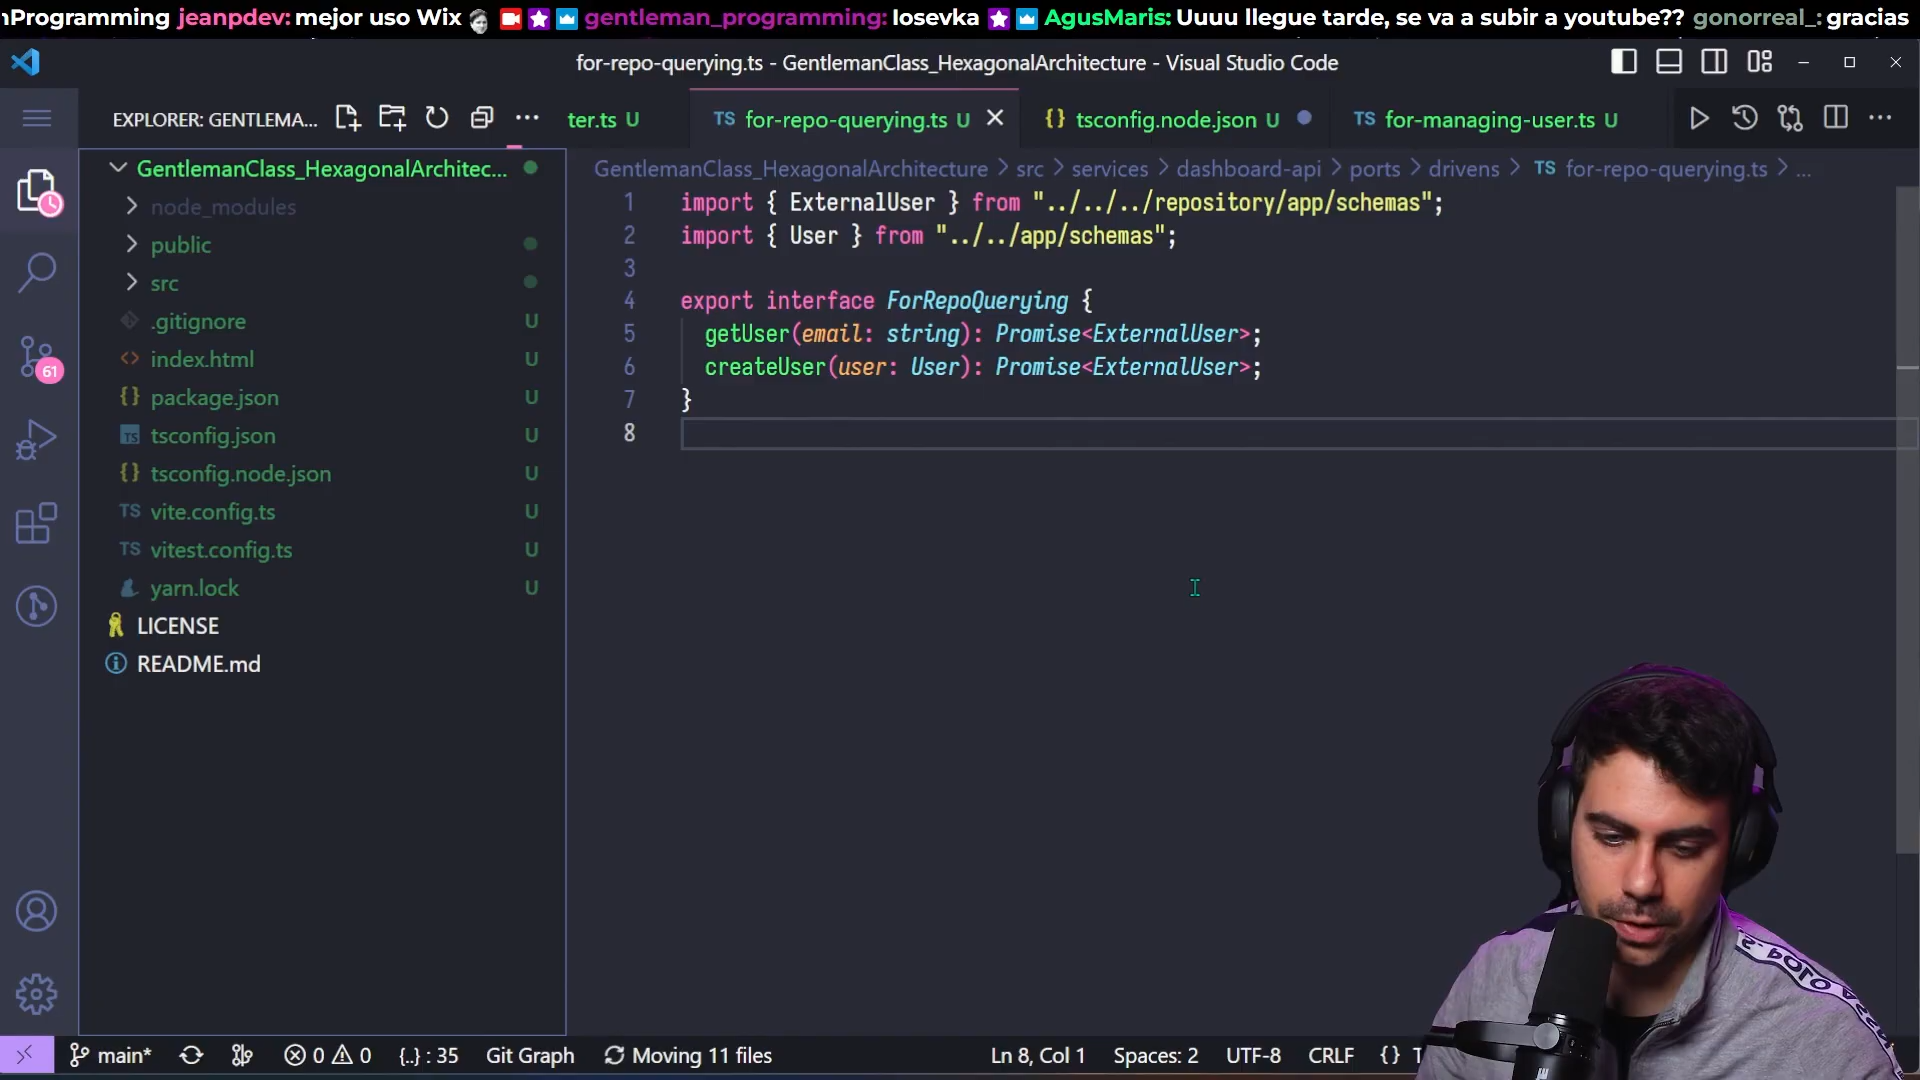 nProgramming jeanpdev: mejor uso Wix gentleman_programming: Iosevka AgusMaris: Uuuu llegue tarde, se va a subir a youtube?? gonorreal_: gracias
for-repo-querying.ts - GentlemanClass_HexagonalArchitecture - Visual Studio Code
EXPLORER: GENTLEMA...
ter.ts U
TS for-repo-querying.ts U
{} tsconfig.node.json U
TS for-managing-user.ts U
GentlemanClass_HexagonalArchitecture > src > services > dashboard-api > ports > drivens > TS for-repo-querying.ts > ...
GentlemanClass_HexagonalArchitec...
node_modules
public
src
.gitignore U
index.html U
{} package.json U
TS tsconfig.json U
{} tsconfig.node.json U
TS vite.config.ts U
TS vitest.config.ts U
yarn.lock U
LICENSE
README.md
61
1 import { ExternalUser } from "../../../repository/app/schemas";
2 import { User } from "../../app/schemas";
3
4 export interface ForRepoQuerying {
5 getUser(email: string): Promise<ExternalUser>;
6 createUser(user: User): Promise<ExternalUser>;
7 }
8
POLO
main* 0 0 {..} : 35 Git Graph Moving 11 files Ln 8, Col 1 Spaces: 2 UTF-8 CRLF {} T